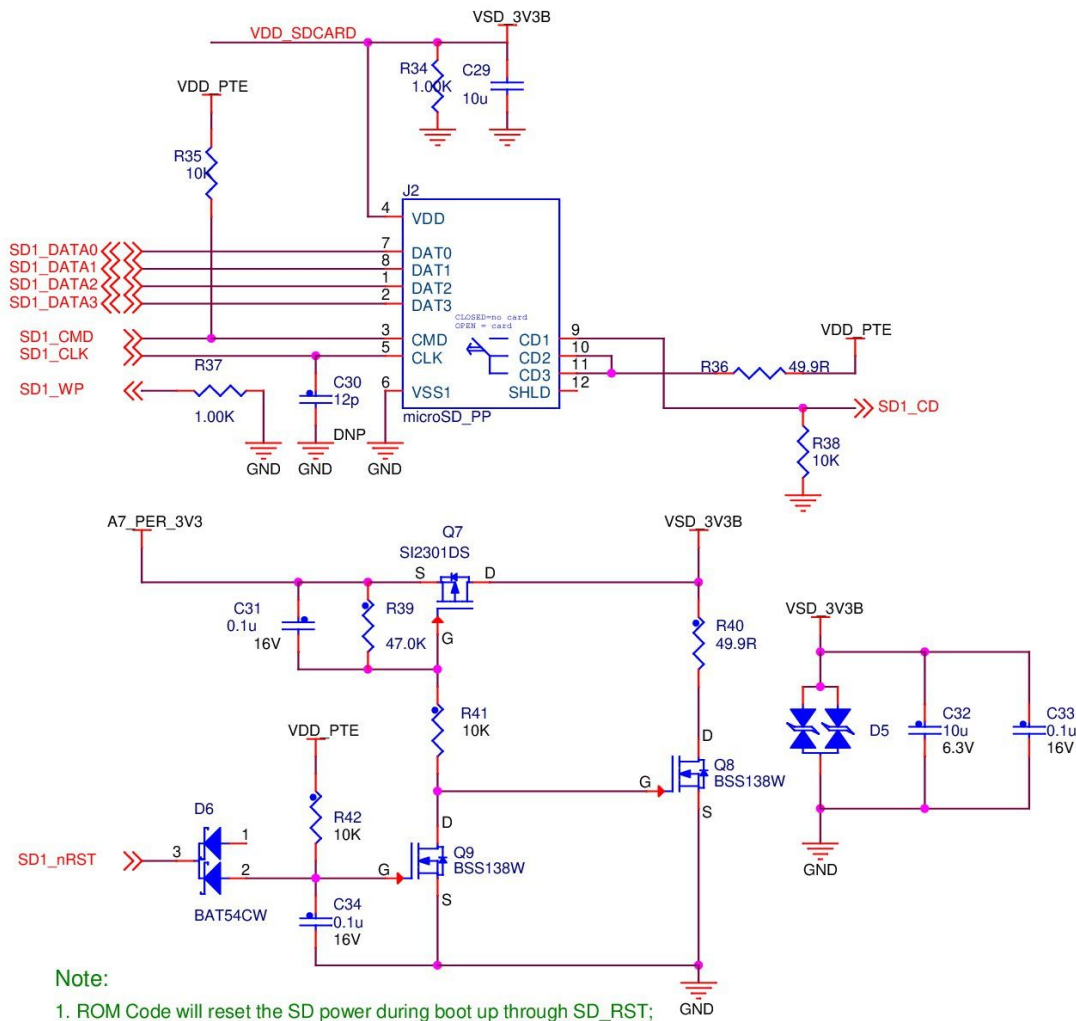 VSD_3V3B
VDD_SDCARD
R34
1.00K
C29
10u
VDD_PTE
R35
10K
J2
4
VDD
SD1_DATA0
7
DAT0
SD1_DATA1
8
DAT1
SD1_DATA2
1
DAT2
SD1_DATA3
2
DAT3
CLOSED=no card
OPEN = card
SD1_CMD
3
CMD
CD1
9
SD1_CLK
5
CLK
CD2
10
CD3
11
VDD_PTE
R36
49.9R
R37
SD1_WP
1.00K
C30
12p
6
VSS1
SHLD
12
microSD_PP
DNP
SD1_CD
R38
10K
GND
GND
GND
A7_PER_3V3
Q7
SI2301DS
S
D
G
VSD_3V3B
C31
0.1u
16V
R39
47.0K
R40
49.9R
VSD_3V3B
R41
10K
D5
C32
10u
6.3V
C33
0.1u
16V
VDD_PTE
D
G
Q8
BSS138W
S
D6
R42
10K
1
SD1_nRST
3
2
BAT54CW
D
G
Q9
BSS138W
S
C34
0.1u
16V
GND
GND
Note:
1. ROM Code will reset the SD power during boot up through SD_RST;